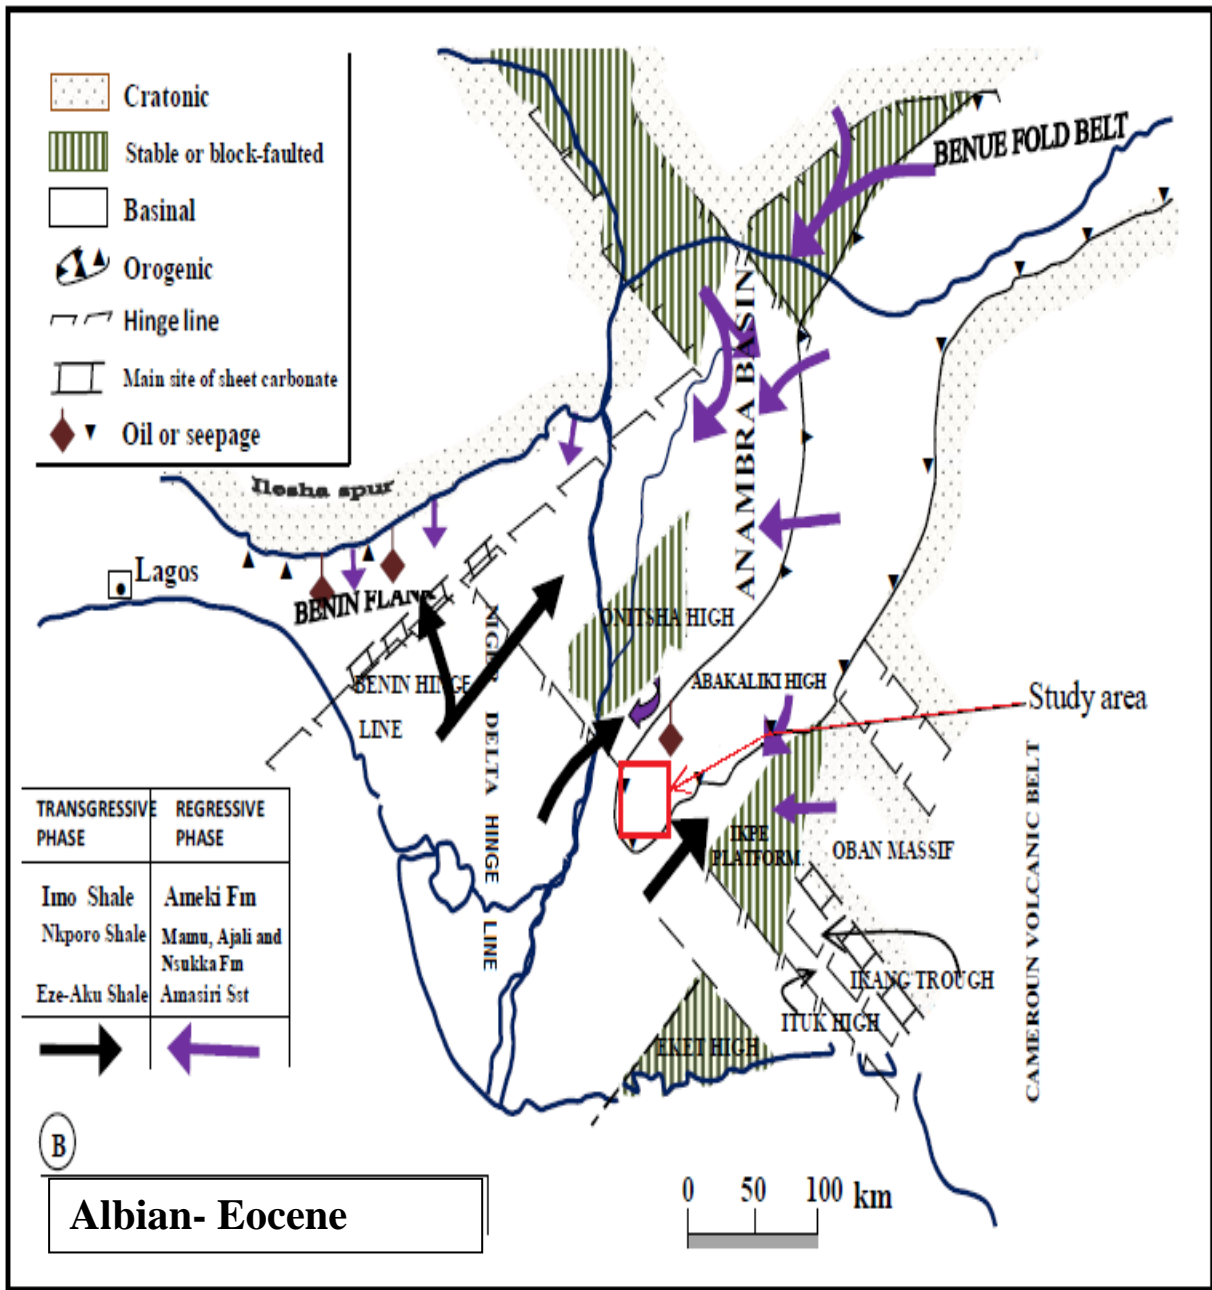 Cratonic
Stable or block-faulted
Basinal
Orogenic
Hinge line
Main site of sheet carbonate
Oil or seepage
BENUE FOLD BELT
ANAMBRA BASIN
Ilesha spur
Lagos
BENIN FLANK
ONITSHA HIGH
NIGER DELTA HINGE LINE
BENIN HINGE
LINE
ABAKALIKI HIGH
Study area
CAMEROUN VOLCANIC BELT
IKPE
PLATFORM
OBAN MASSIF
IKANG TROUGH
ITUK HIGH
EKET HIGH
TRANSGRESSIVE PHASE REGRESSIVE PHASE
Imo Shale Ameki Fm
Nkporo Shale Mamu, Ajali and
Nsukka Fm
Eze-Aku Shale Amasiri Sst
B
Albian- Eocene
0 50 100 km